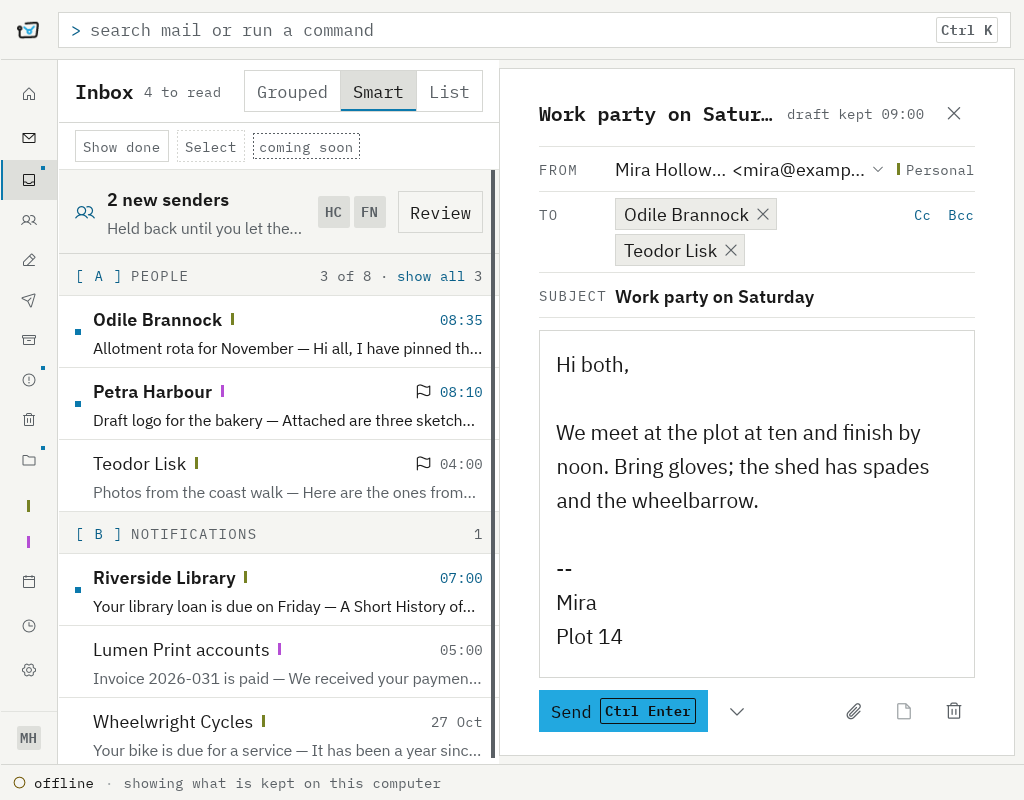 > search mail or run a command Ctrl K
Inbox 4 to read Grouped Smart List
Show done Select coming soon
2 new senders
Held back until you let the...
HC FN Review
[ A ] PEOPLE 3 of 8 · show all 3
Odile Brannock 08:35
Allotment rota for November — Hi all, I have pinned th...
Petra Harbour 08:10
Draft logo for the bakery — Attached are three sketch...
Teodor Lisk 04:00
Photos from the coast walk — Here are the ones from...
[ B ] NOTIFICATIONS 1
Riverside Library 07:00
Your library loan is due on Friday — A Short History of...
Lumen Print accounts 05:00
Invoice 2026-031 is paid — We received your paymen...
Wheelwright Cycles 27 Oct
Your bike is due for a service — It has been a year sinc...
MH
Work party on Satur... draft kept 09:00
FROM Mira Hollow... <mira@examp... Personal
TO Odile Brannock Cc Bcc
Teodor Lisk
SUBJECT Work party on Saturday
Hi both,
We meet at the plot at ten and finish by
noon. Bring gloves; the shed has spades
and the wheelbarrow.
--
Mira
Plot 14
Send Ctrl Enter
offline · showing what is kept on this computer